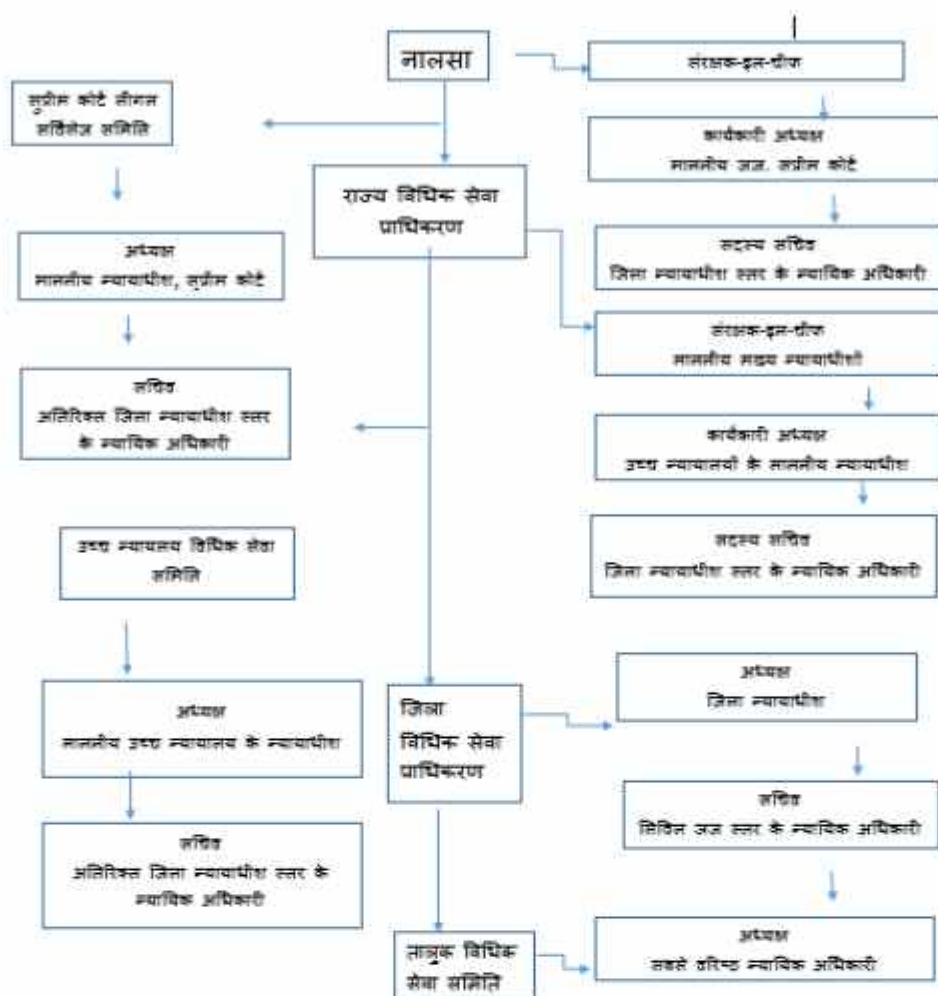 नालसा
संरक्षक-इन-चीफ
सुप्रीम कोर्ट लीगल
सर्विसेज समिति
कार्यकारी अध्यक्ष
माननीय जज. सुप्रीम कोर्ट
राज्य विधिक सेवा
प्राधिकरण
अध्यक्ष
माननीय न्यायाधीश, सुप्रीम कोर्ट
सदस्य सचिव
जिला न्यायाधीश स्तर के न्यायिक अधिकारी
संरक्षक-इन-चीफ
माननीय मुख्य न्यायाधीशों
सचिव
अतिरिक्त जिला न्यायाधीश स्तर
के न्यायिक अधिकारी
कार्यकारी अध्यक्ष
उच्च न्यायालयों के माननीय न्यायाधीश
उच्च न्यायलय विधिक सेवा
समिति
सदस्य सचिव
जिला न्यायाधीश स्तर के न्यायिक अधिकारी
अध्यक्ष
माननीय उच्च न्यायालय के न्यायाधीश
जिला
विधिक सेवा
प्राधिकरण
अध्यक्ष
जिला न्यायाधीश
सचिव
सिविल जज स्तर के न्यायिक अधिकारी
सचिव
अतिरिक्त जिला न्यायाधीश स्तर के
न्यायिक अधिकारी
तालुक विधिक
सेवा समिति
अध्यक्ष
सबसे वरिष्ठ न्यायिक अधिकारी